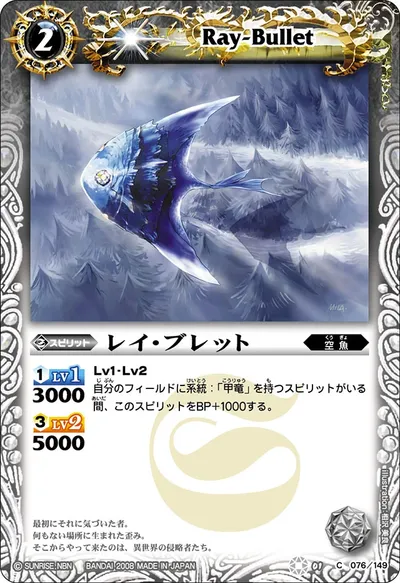 2
Ray-Bullet
スピリット
レイ・ブレット
空魚
くうぎょ
1 LV1
3000
3 LV2
5000
Lv1・Lv2
自分のフィールドに系統：「甲竜」を持つスピリットがいる
間、このスピリットをBP+1000する。
最初にそれに気づいた者。
何もない場所に生まれた歪み。
そこからやって来たのは、異世界の侵略者たち。
©SUNRISE:NBN BANDAI 2008 MADE IN JAPAN
01
C 076/149